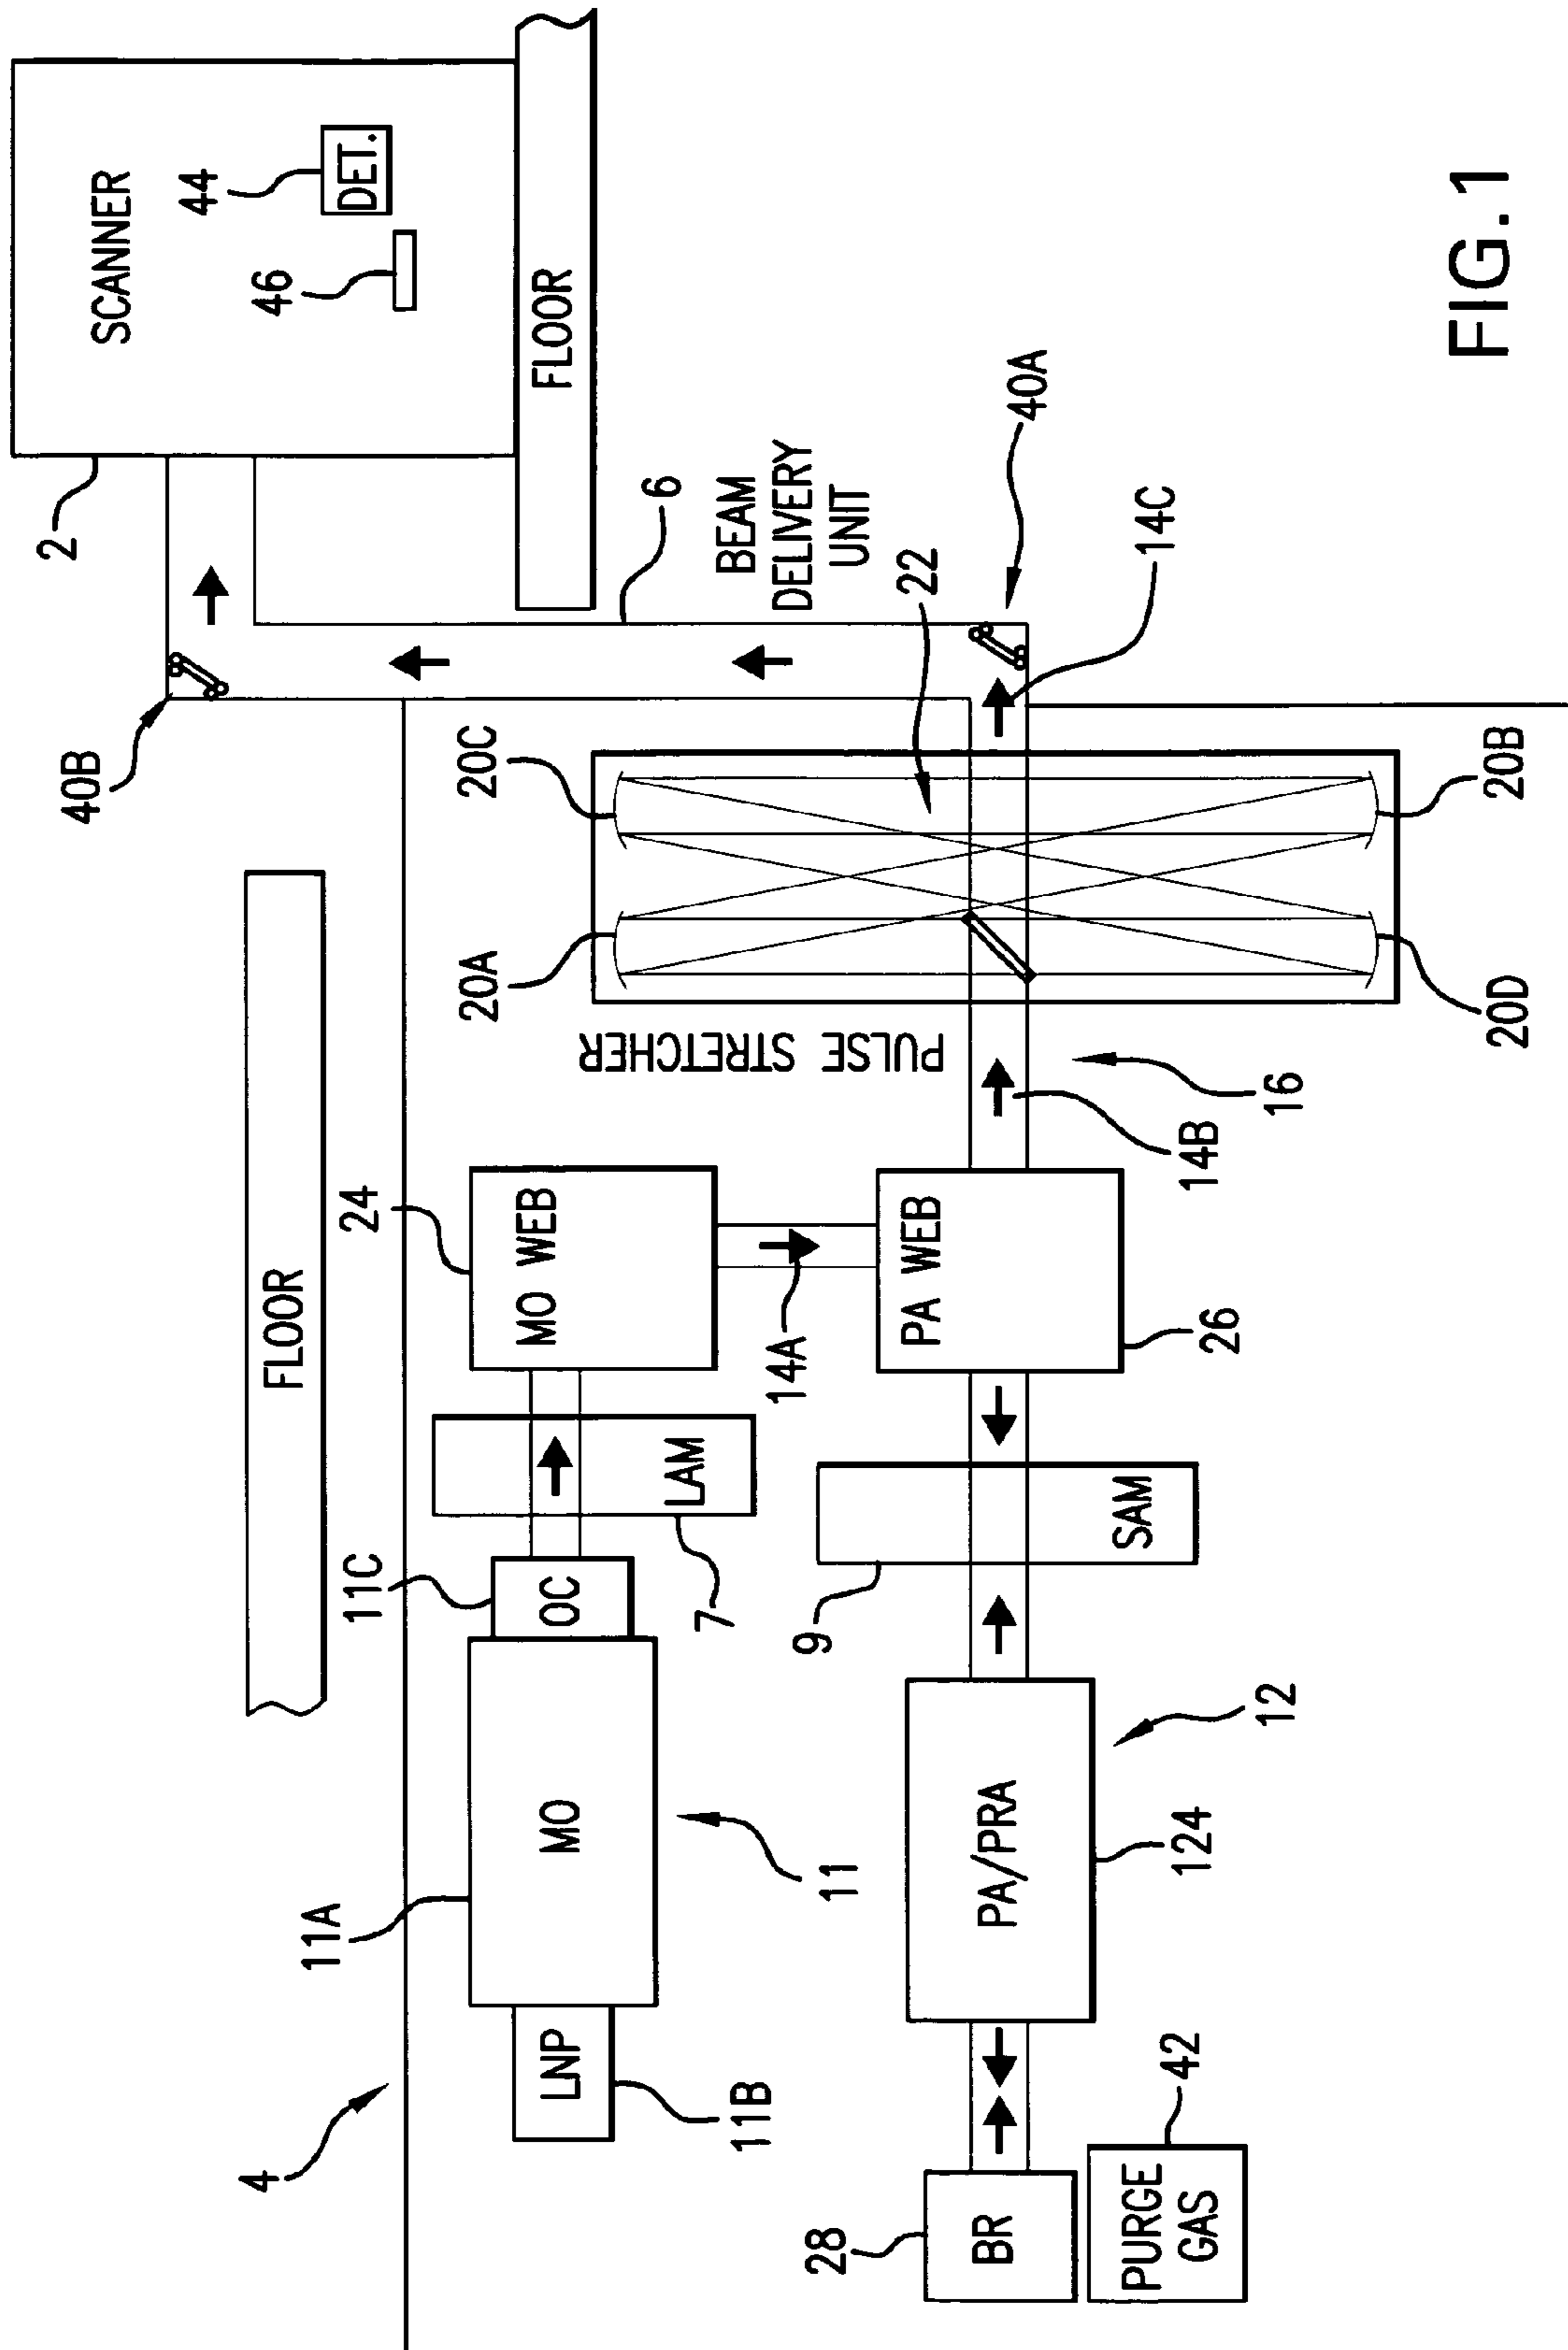 2
SCANNER
44
DET.
46
FLOOR
40B
6
BEAM
DELIVERY
UNIT
40A
22
14C
20C
20B
20A
20D
PULSE STRETCHER
FLOOR
24
MO WEB
14A
PA WEB
26
14B
16
LAM
7
SAM
9
11C
OC
11A
MO
11
LNP
11B
4
PA/PRA
12
124
28
BR
42
PURGE
GAS
FIG.1